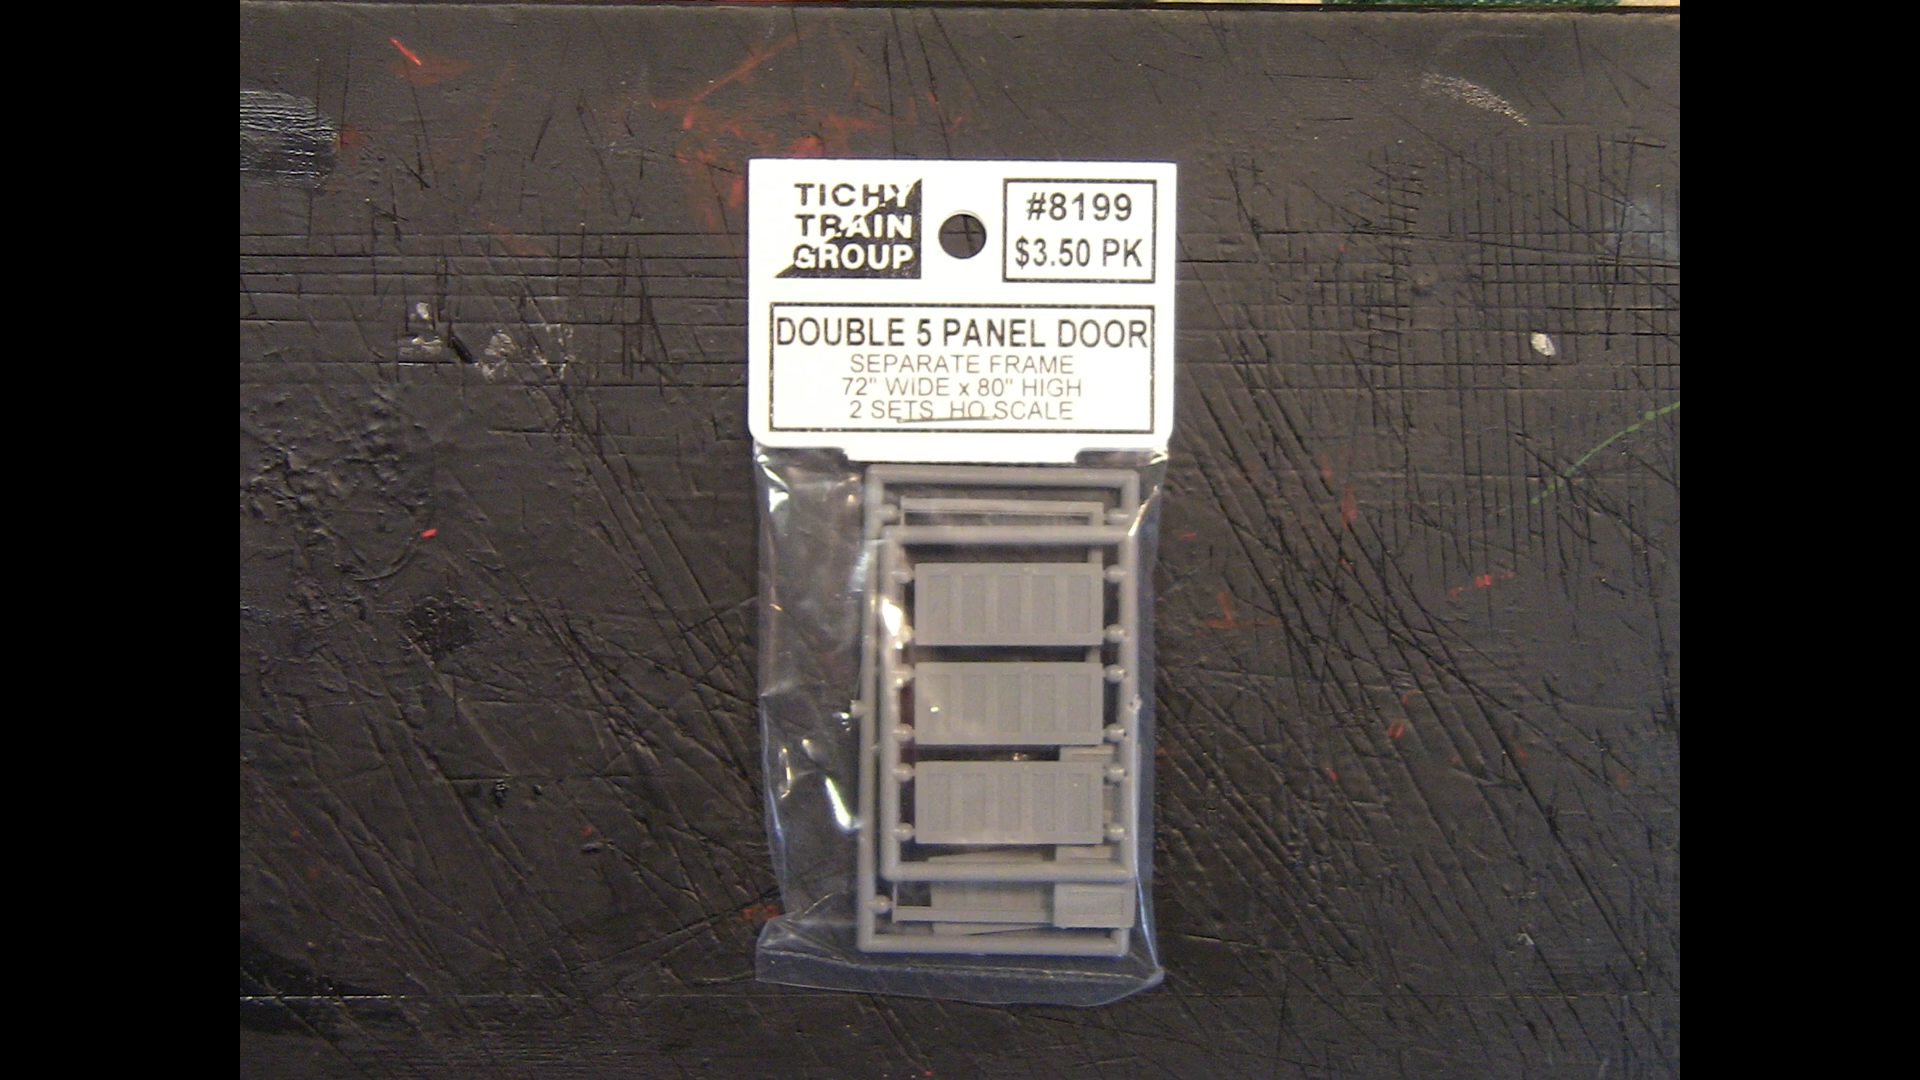 TICHY
TRAIN
GROUP
#8199
$3.50 PK
DOUBLE 5 PANEL DOOR
SEPARATE FRAME
72" WIDE x 80" HIGH
2 SETS HO SCALE